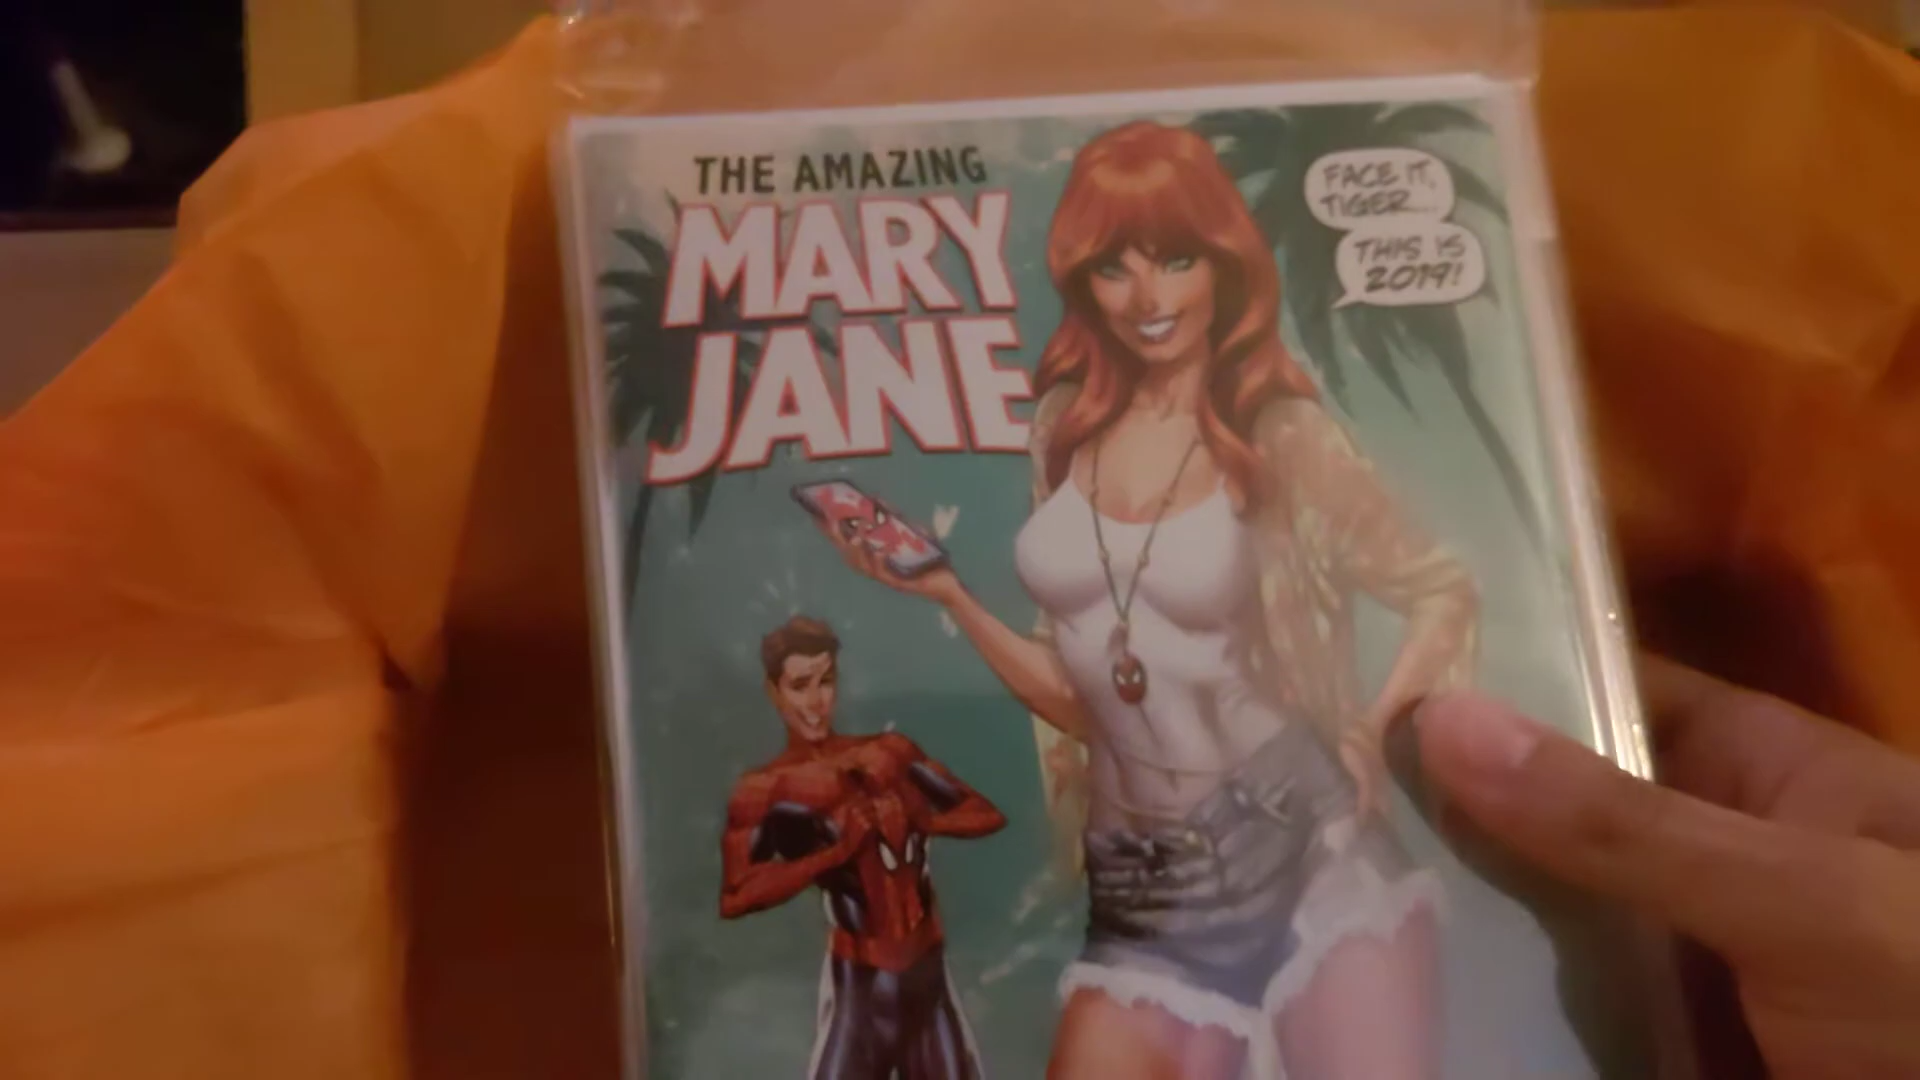 THE AMAZING
MARY
JANE
FACE IT,
TIGER...
THIS IS
2019!